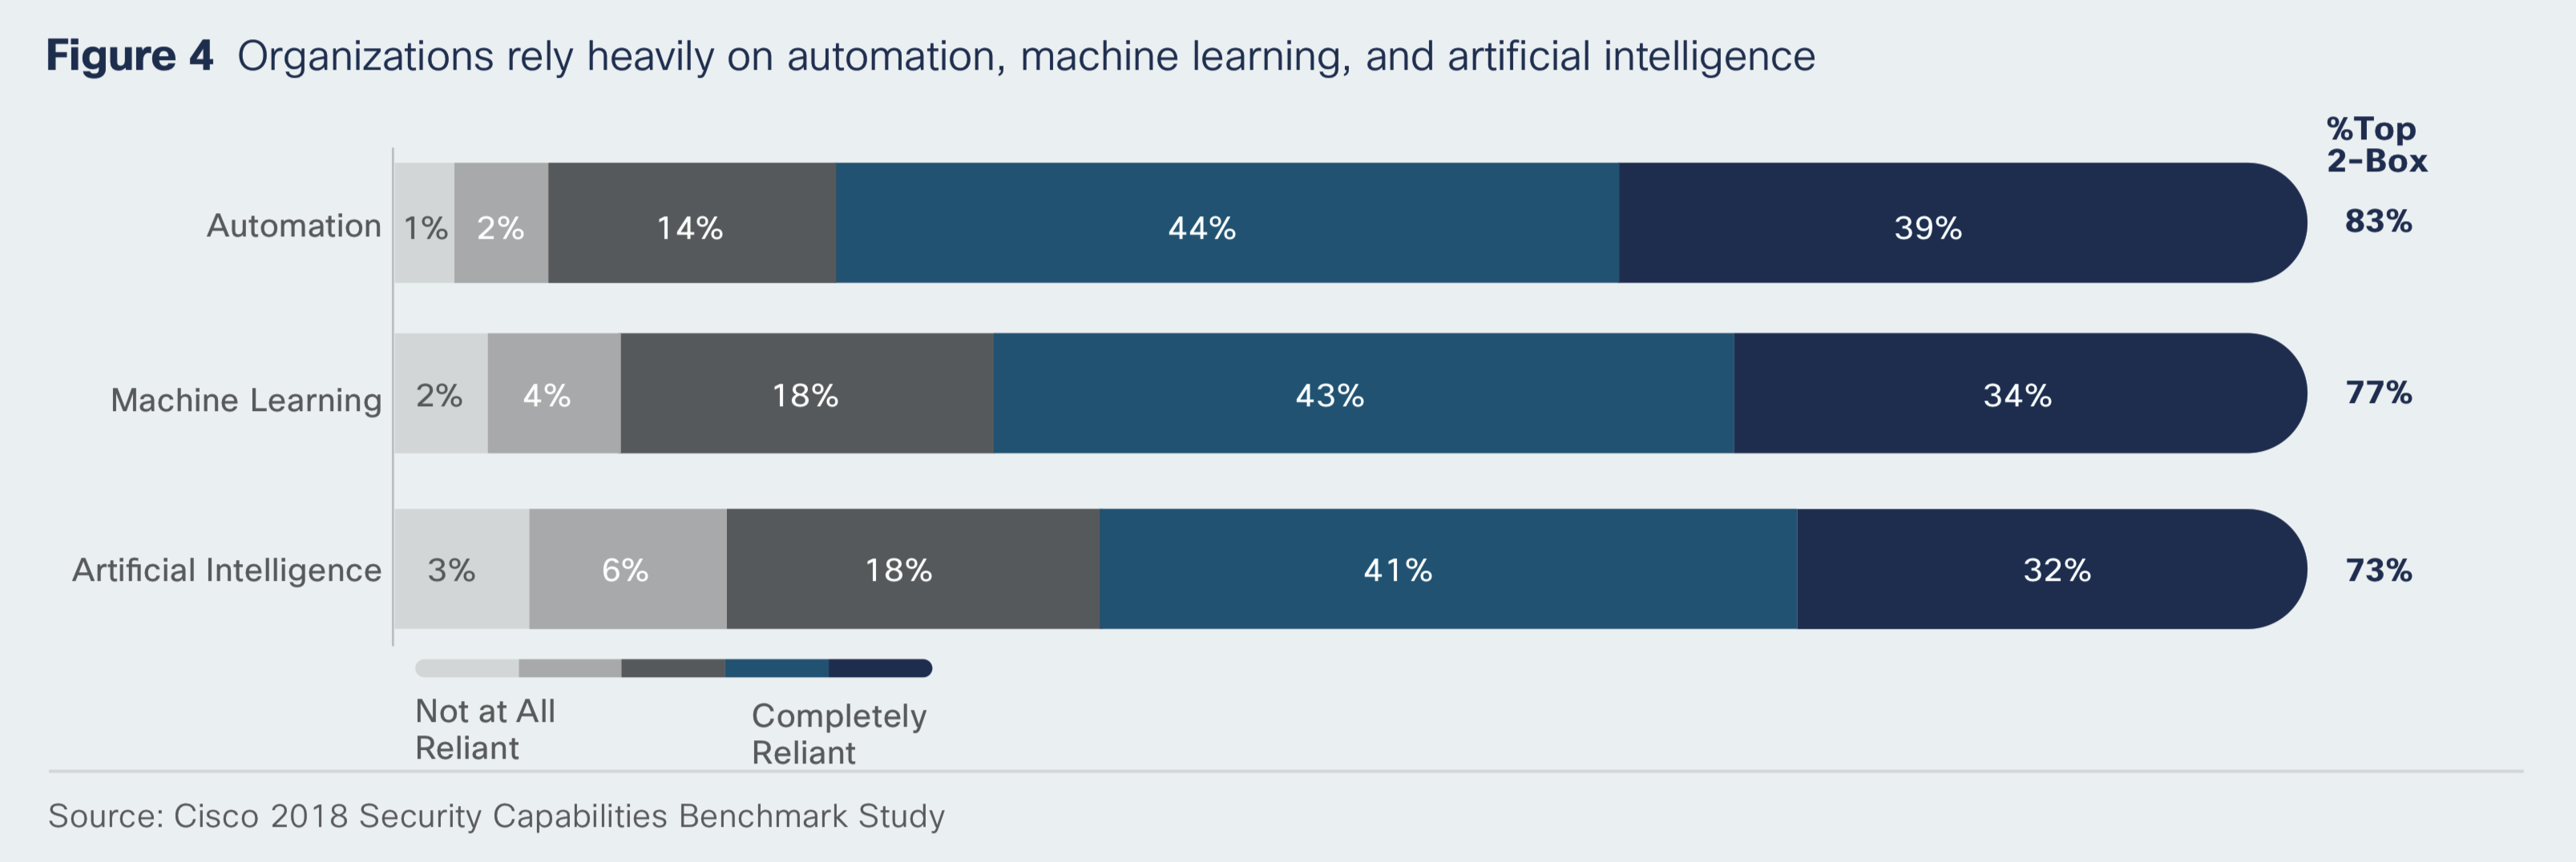 Figure 4 Organizations rely heavily on automation, machine learning, and artificial intelligence
%Top
2-Box
Automation 1% 2% 14% 44% 39% 83%
Machine Learning 2% 4% 18% 43% 34% 77%
Artificial Intelligence 3% 6% 18% 41% 32% 73%
Not at All
Reliant
Completely
Reliant
Source: Cisco 2018 Security Capabilities Benchmark Study